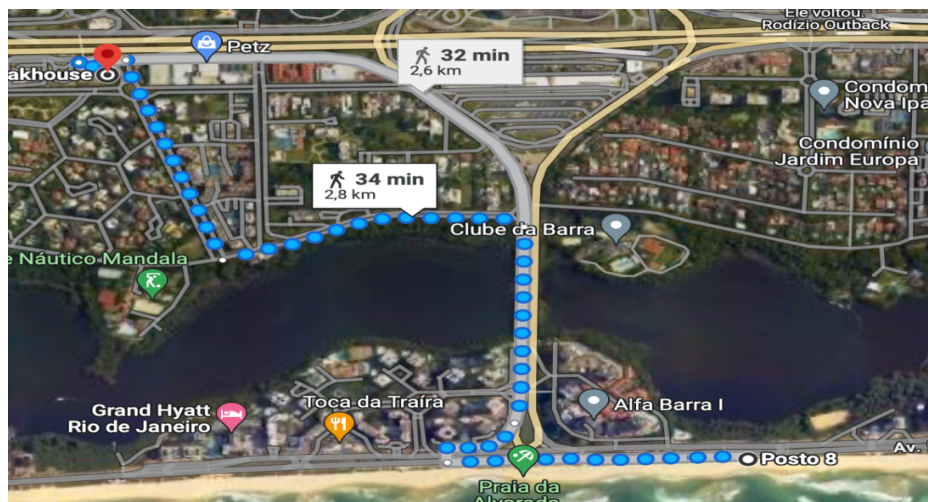 Ele voltou.
Rodízio Outback
Petz
akhouse
32 min
2,6 km
Condom
Nova Ipa
Condomínio
Jardim Europa
34 min
2,8 km
Clube da Barra
e Náutico Mandala
Grand Hyatt
Rio de Janeiro
Toca da Traíra
Alfa Barra I
Av.
Posto 8
Praia da
Alvorada